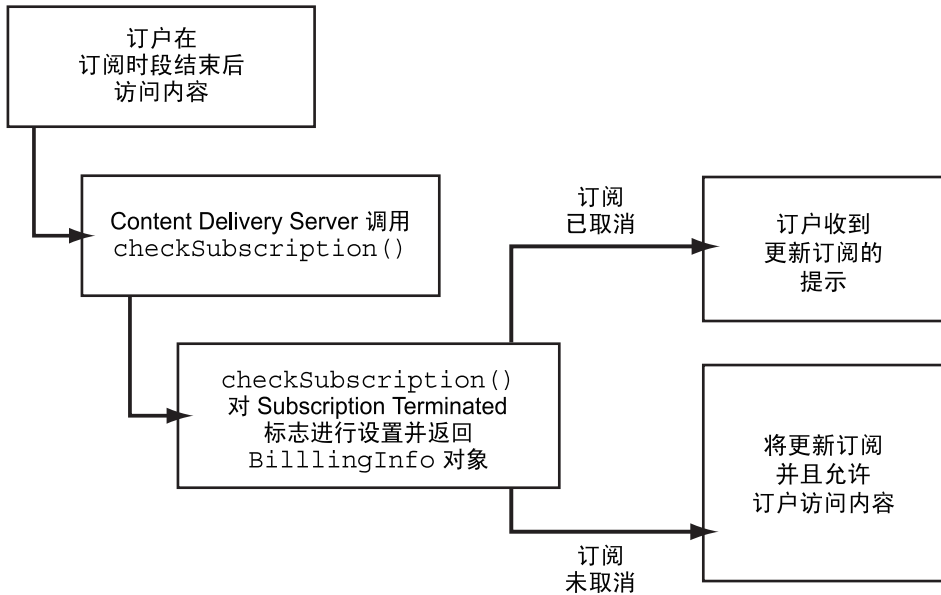 订户在
订阅时段结束后
访问内容
Content Delivery Server 调用
checkSubscription()
订阅
已取消
订户收到
更新订阅的
提示
checkSubscription()
对 Subscription Terminated
标志进行设置并返回
BilllingInfo 对象
将更新订阅
并且允许
订户访问内容
订阅
未取消